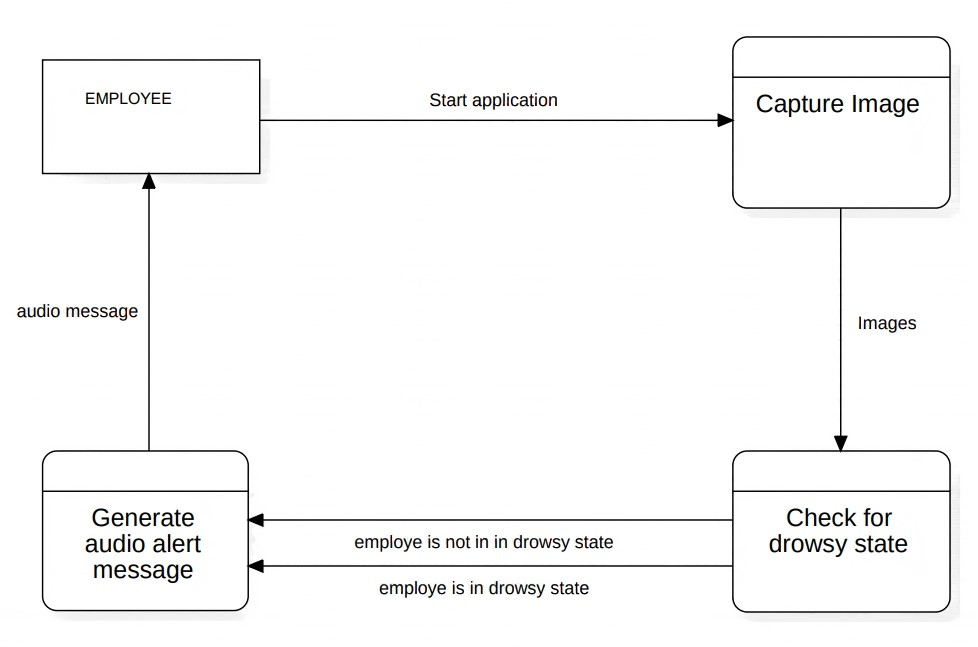 EMPLOYEE
Start application
Capture Image
audio message
Images
Generate
audio alert
message
employe is not in in drowsy state
employe is in drowsy state
Check for
drowsy state